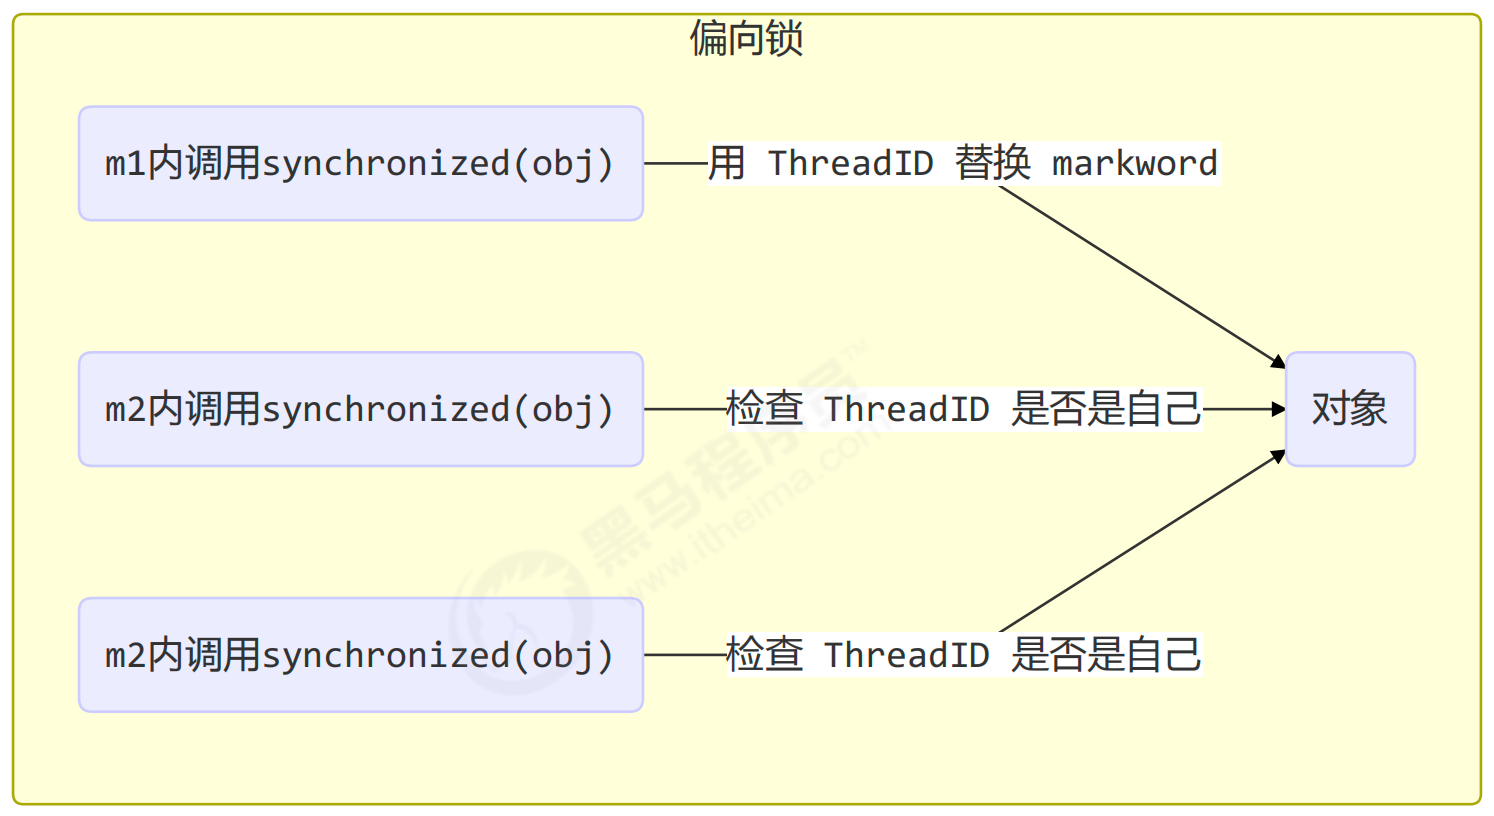 偏向锁
m1内调用synchronized(obj)
用 ThreadID 替换 markword
m2内调用synchronized(obj)
检查 ThreadID 是否是自己
对象
m2内调用synchronized(obj)
检查 ThreadID 是否是自己
黑马程序员™
www.itheima.com